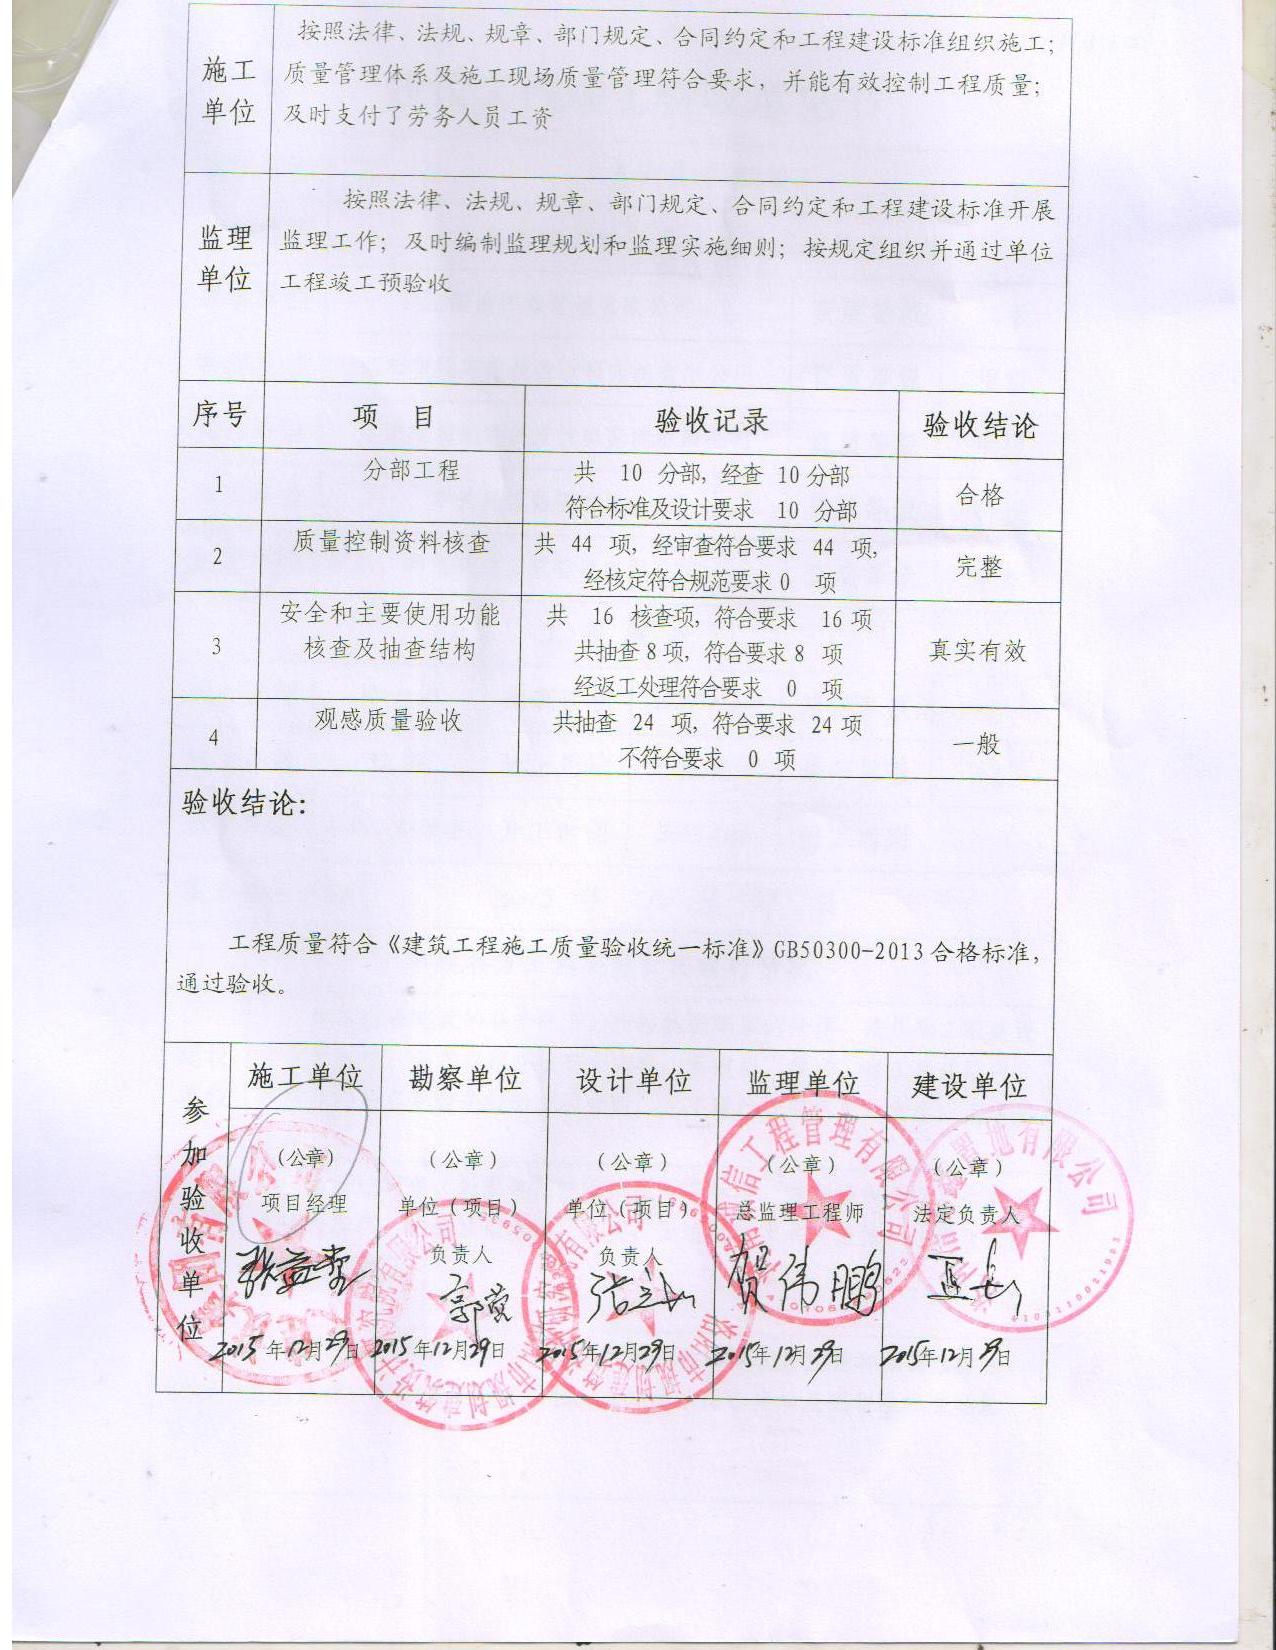 按照法律、法规、规章、部门规定、合同约定和工程建设标准组织施工；
施工
单位
质量管理体系及施工现场质量管理符合要求，并能有效控制工程质量；
及时支付了劳务人员工资
按照法律、法规、规章、部门规定、合同约定和工程建设标准开展
监理
单位
监理工作；及时编制监理规划和监理实施细则；按规定组织并通过单位
工程竣工预验收
序号 项 目 验收记录 验收结论
1 分部工程 共 10 分部，经查 10 分部
符合标准及设计要求 10 分部 合格
2 质量控制资料核查 共 44 项，经审查符合要求 44 项，
经核定符合规范要求 0 项 完整
3 安全和主要使用功能 共 16 核查项，符合要求 16 项
核查及抽查结构 共抽查 8 项，符合要求 8 项 真实有效
经返工处理符合要求 0 项
4 观感质量验收 共抽查 24 项，符合要求 24 项
不符合要求 0 项 一般
验收结论：
工程质量符合《建筑工程施工质量验收统一标准》GB50300-2013 合格标准，
通过验收。
参加验收单位
施工单位 勘察单位 设计单位 监理单位 建设单位
（公章） （公章） （公章） （公章） （公章）
项目经理 单位（项目） 单位（项目） 总监理工程师 法定负责人
负责人 负责人
张益堂 贺伟鹏
2015年12月29日 2015年12月29日 2015年12月29日 2015年12月29日 2015年12月29日
信工程管理有限公司
置地有限公司